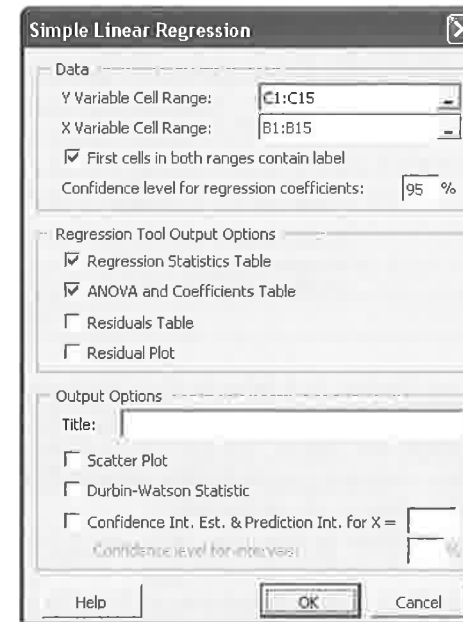 Simple Linear Regression
Data
Y Variable Cell Range: C1:C15
X Variable Cell Range: B1:B15
First cells in both ranges contain label
Confidence level for regression coefficients: 95 %
Regression Tool Output Options
Regression Statistics Table
ANOVA and Coefficients Table
Residuals Table
Residual Plot
Output Options
Title:
Scatter Plot
Durbin-Watson Statistic
Confidence Int. Est. & Prediction Int. for X =
Confidence level for intervals: %
Help OK Cancel